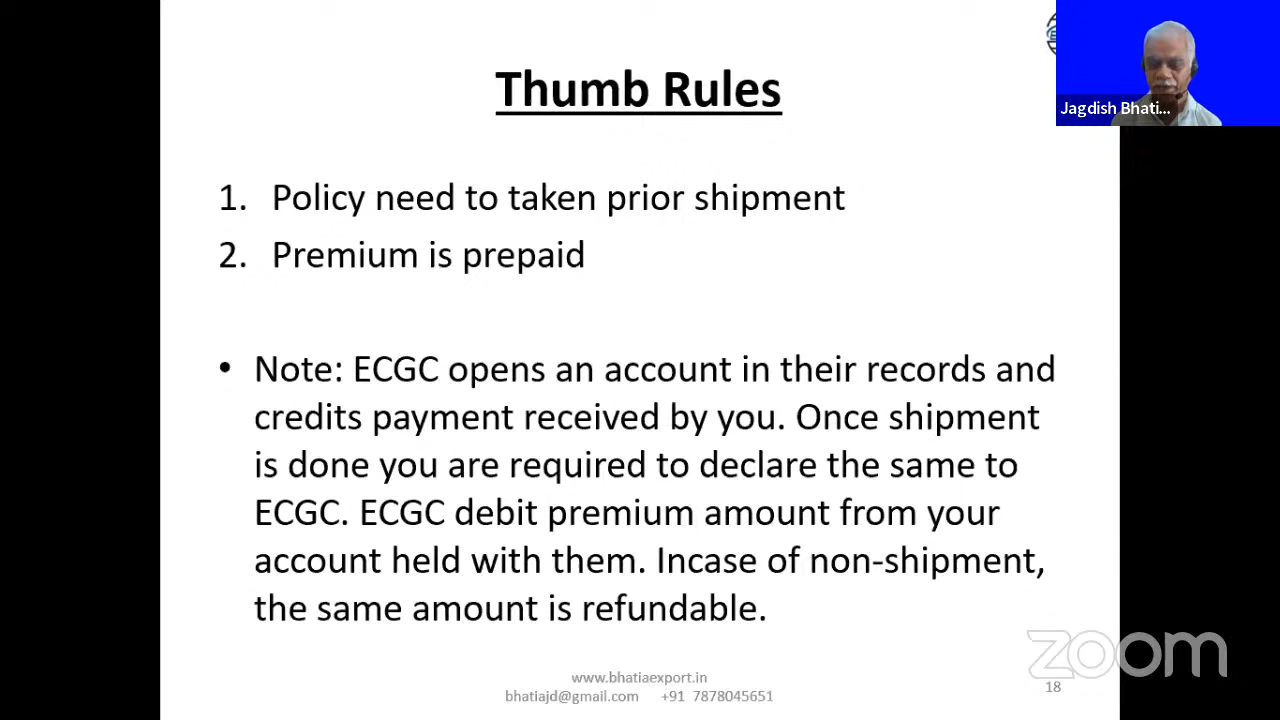 Thumb Rules
Jagdish Bhati...
1. Policy need to taken prior shipment
2. Premium is prepaid
• Note: ECGC opens an account in their records and
credits payment received by you. Once shipment
is done you are required to declare the same to
ECGC. ECGC debit premium amount from your
account held with them. Incase of non-shipment,
the same amount is refundable.
zoom
www.bhatiaexport.in
bhatiajd@gmail.com +91 7878045651
18